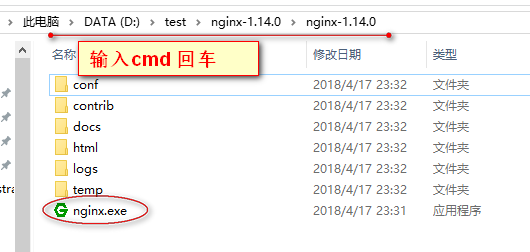 此电脑 > DATA (D:) > test > nginx-1.14.0 > nginx-1.14.0
名称 修改日期 类型
输入cmd 回车
conf 2018/4/17 23:32 文件夹
contrib 2018/4/17 23:32 文件夹
docs 2018/4/17 23:32 文件夹
html 2018/4/17 23:32 文件夹
logs 2018/4/17 23:32 文件夹
temp 2018/4/17 23:32 文件夹
nginx.exe 2018/4/17 23:31 应用程序